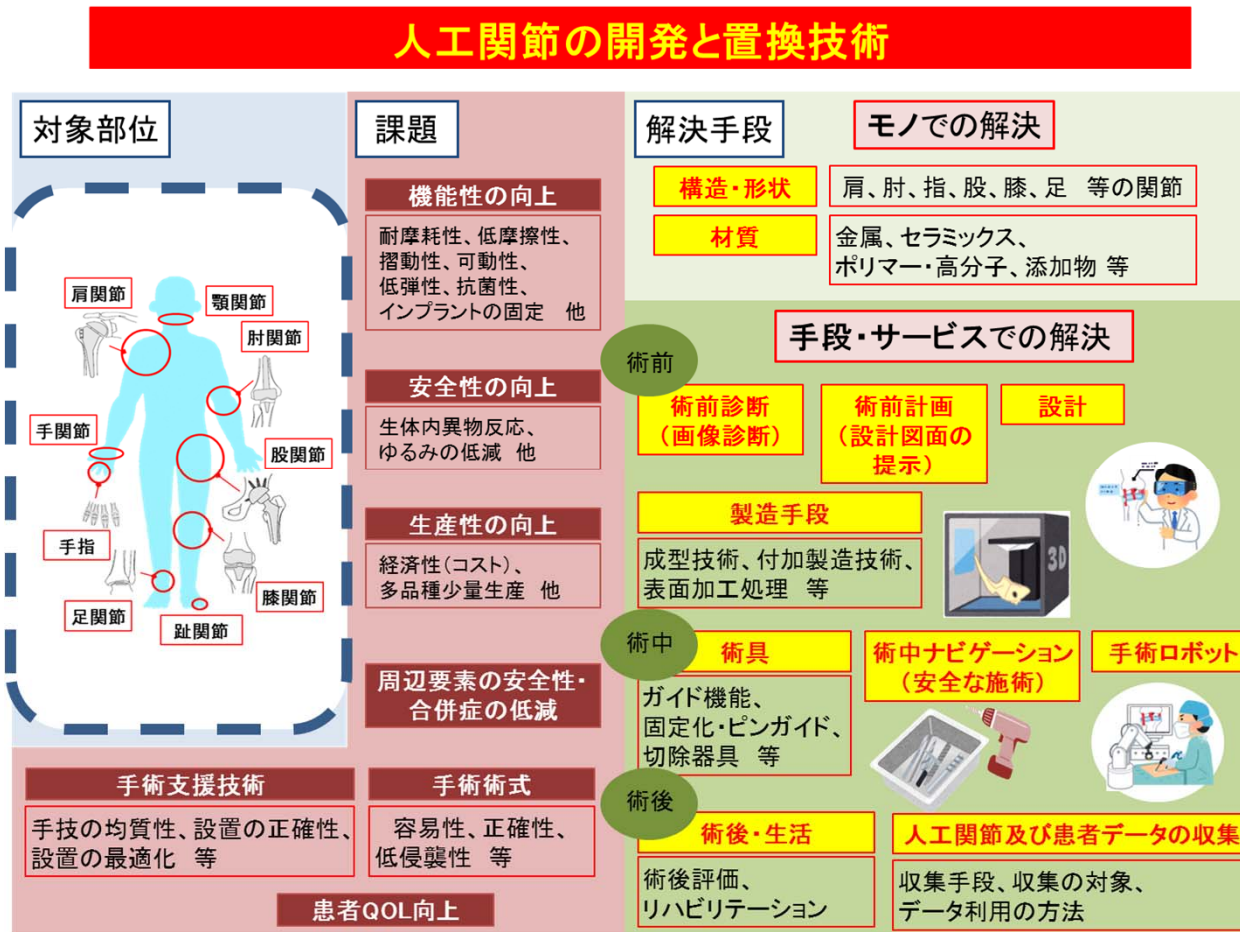 人工関節の開発と置換技術
対象部位
肩関節
顎関節
肘関節
手関節
股関節
手指
足関節
趾関節
膝関節
課題
機能性の向上
耐摩耗性、低摩擦性、
摺動性、可動性、
低弾性、抗菌性、
インプラントの固定 他
安全性の向上
生体内異物反応、
ゆるみの低減 他
生産性の向上
経済性(コスト)、
多品種少量生産 他
周辺要素の安全性・
合併症の低減
手術支援技術
手技の均質性、設置の正確性、
設置の最適化 等
手術術式
容易性、正確性、
低侵襲性 等
患者QOL向上
解決手段
モノでの解決
構造・形状
肩、肘、指、股、膝、足 等の関節
材質
金属、セラミックス、
ポリマー・高分子、添加物 等
手段・サービスでの解決
術前
術前診断
(画像診断)
術前計画
(設計図面の
提示)
設計
製造手段
成型技術、付加製造技術、
表面加工処理 等
3D
術中
術具
ガイド機能、
固定化・ピンガイド、
切除器具 等
術中ナビゲーション
(安全な施術)
手術ロボット
術後
術後・生活
術後評価、
リハビリテーション
人工関節及び患者データの収集
収集手段、収集の対象、
データ利用の方法